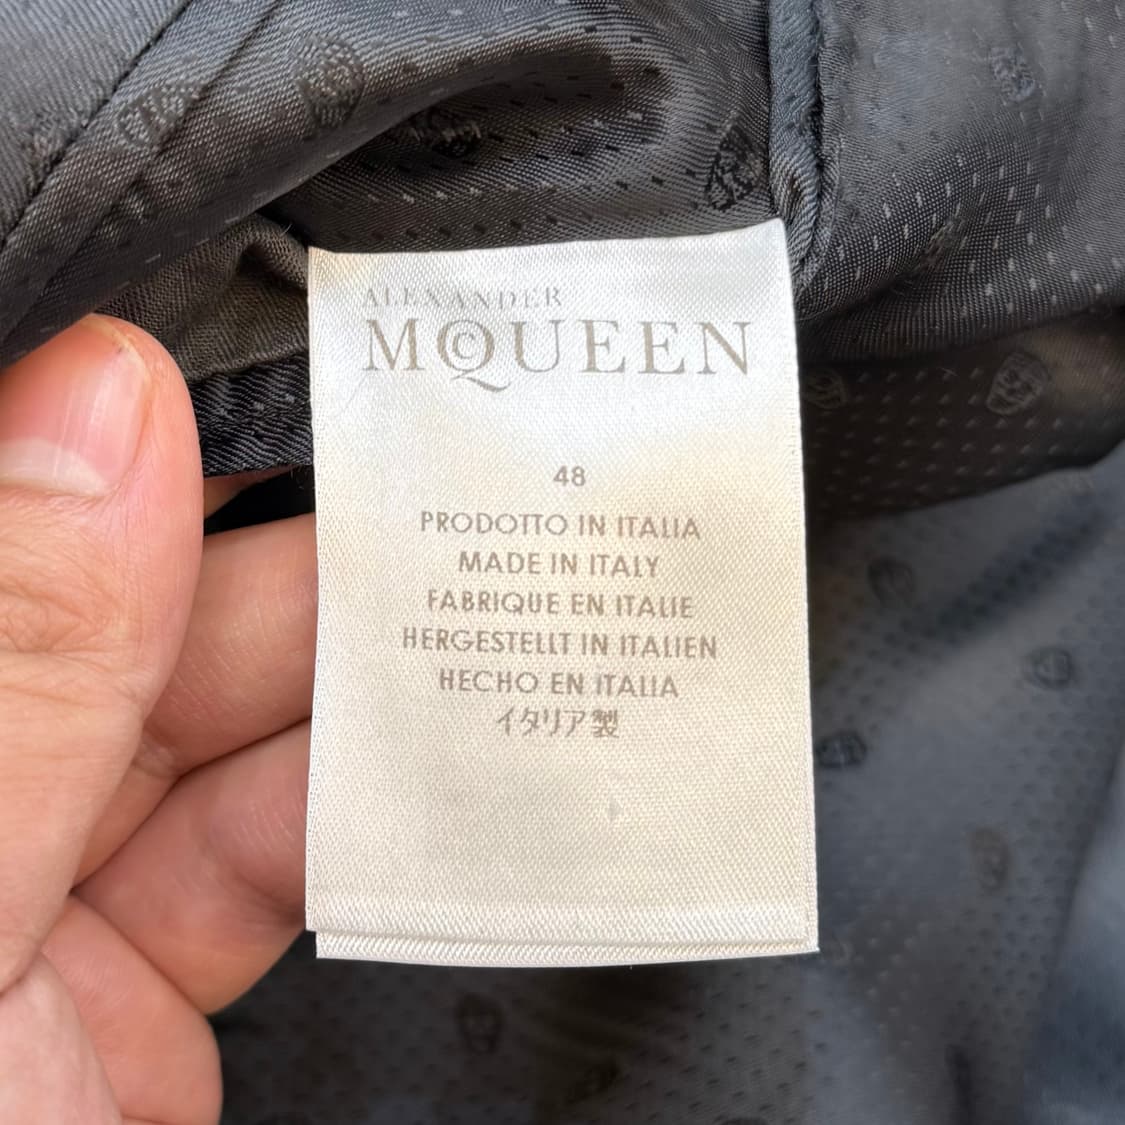 ALEXANDER
MCQUEEN
48
PRODOTTO IN ITALIA
MADE IN ITALY
FABRIQUE EN ITALIE
HERGESTELLT IN ITALIEN
HECHO EN ITALIA
イタリア製